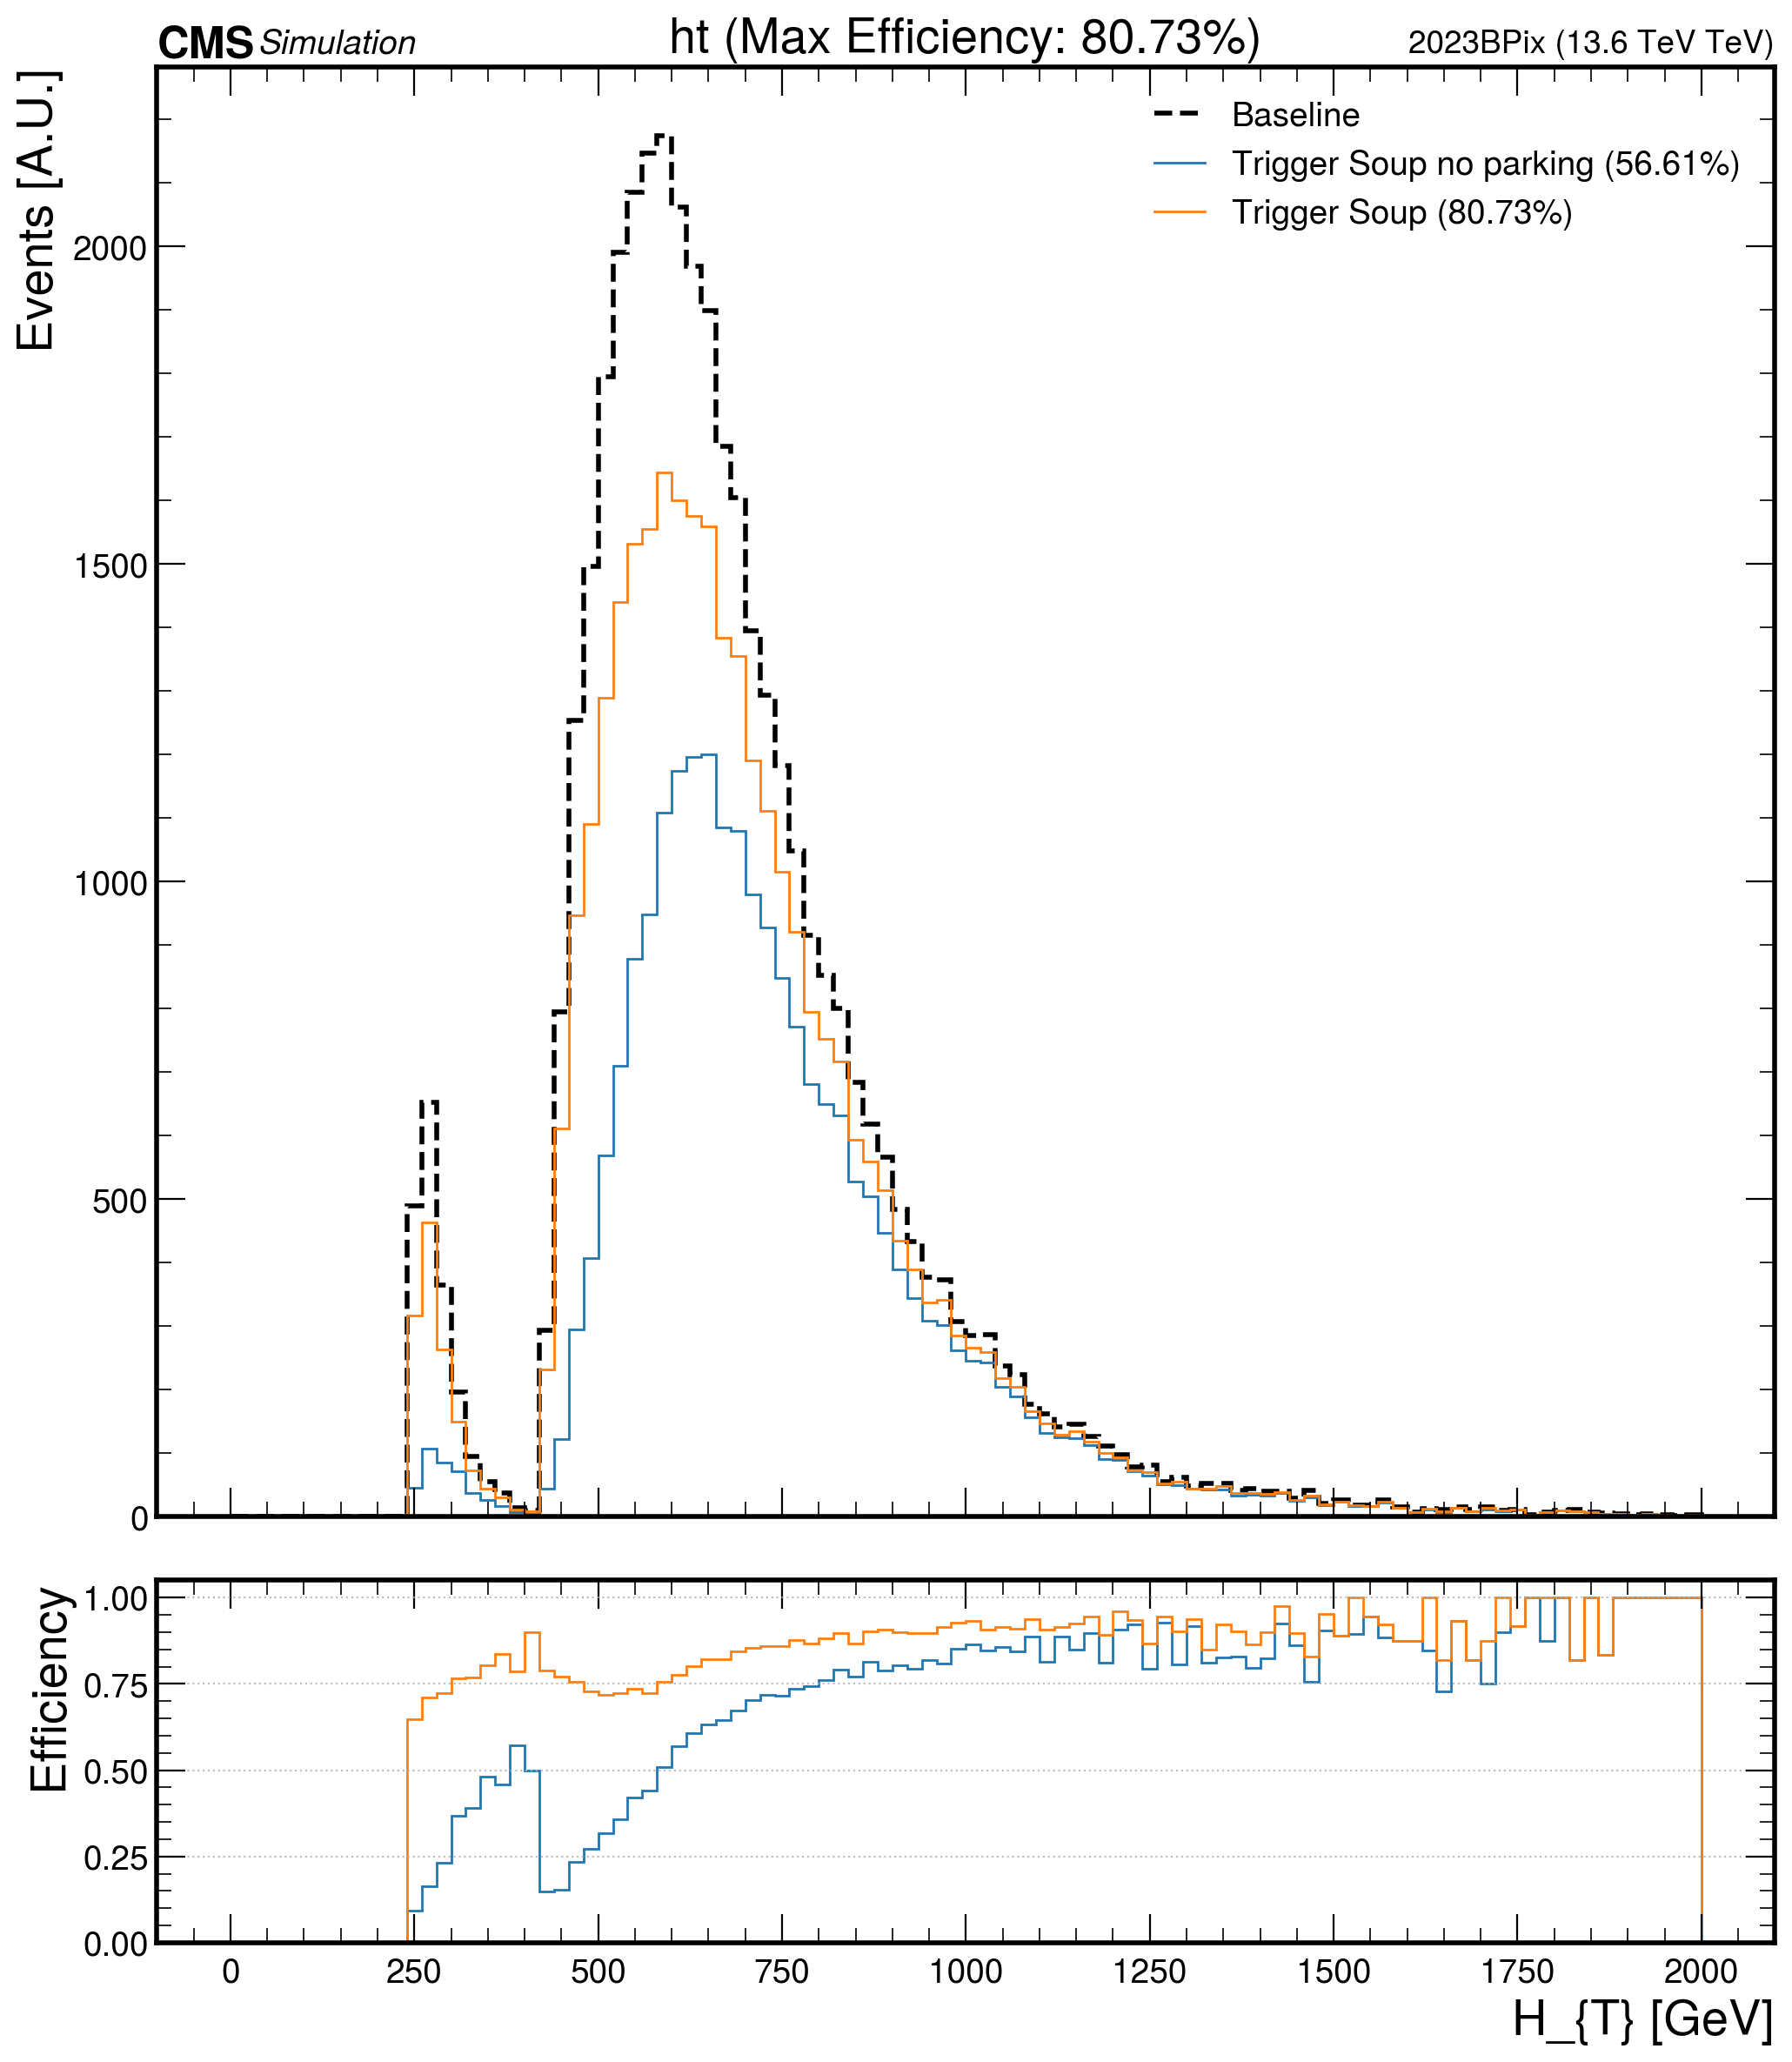 CMS Simulation ht (Max Efficiency: 80.73%) 2023BPix (13.6 TeV TeV)
Events [A.U.]
Baseline
Trigger Soup no parking (56.61%)
Trigger Soup (80.73%)
2000
1500
1000
500
0
Efficiency
1.00
0.75
0.50
0.25
0.00
0 250 500 750 1000 1250 1500 1750 2000
H_{T} [GeV]